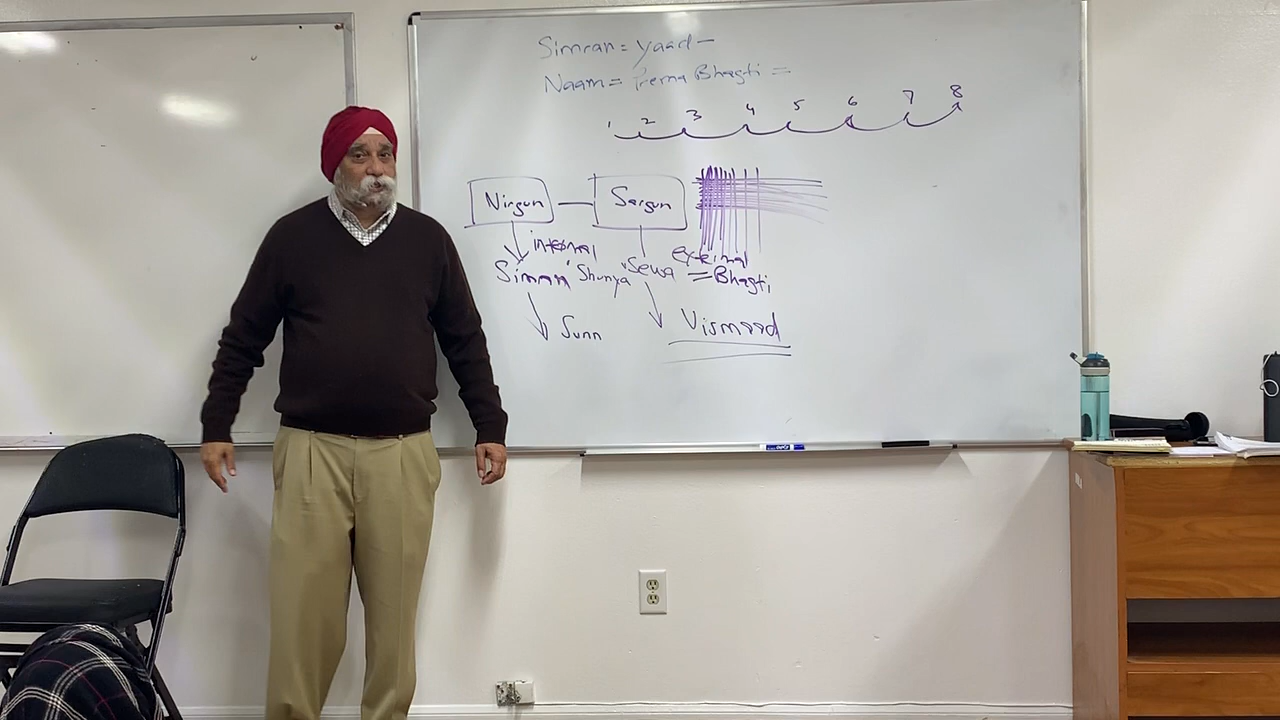 Simran = yaad –
Naam = Prema Bhagti =
1 2 3 4 5 6 7 8
Nirgun — Sargun
internal external
Simran "Shunya" Sewa = Bhagti
Sunn Vismaad